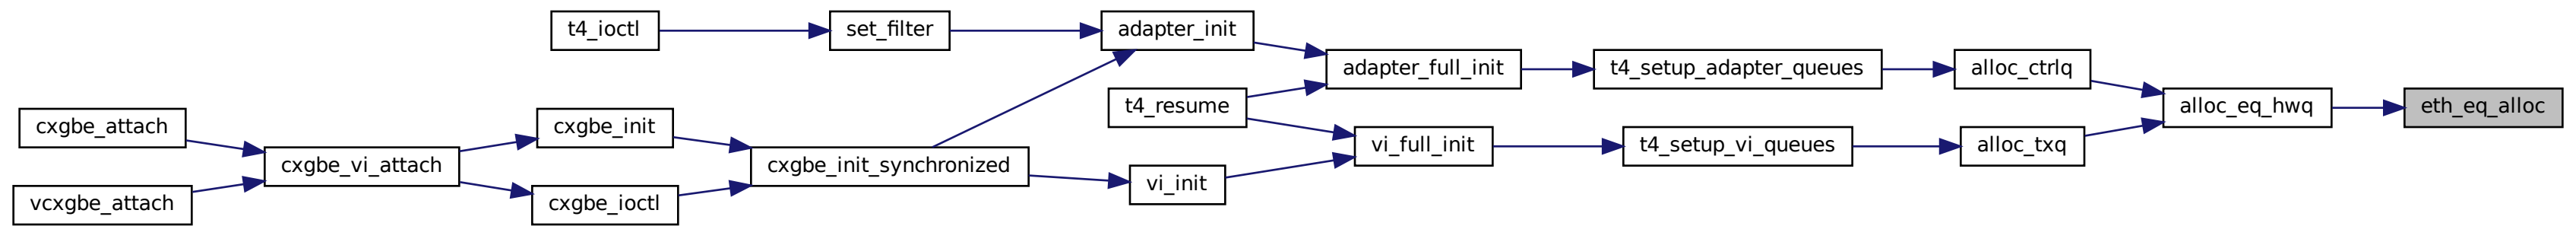 t4_ioctl
set_filter
adapter_init
adapter_full_init
t4_setup_adapter_queues
alloc_ctrlq
t4_resume
alloc_eq_hwq
eth_eq_alloc
cxgbe_attach
cxgbe_init
vi_full_init
t4_setup_vi_queues
alloc_txq
cxgbe_vi_attach
cxgbe_init_synchronized
vi_init
vcxgbe_attach
cxgbe_ioctl